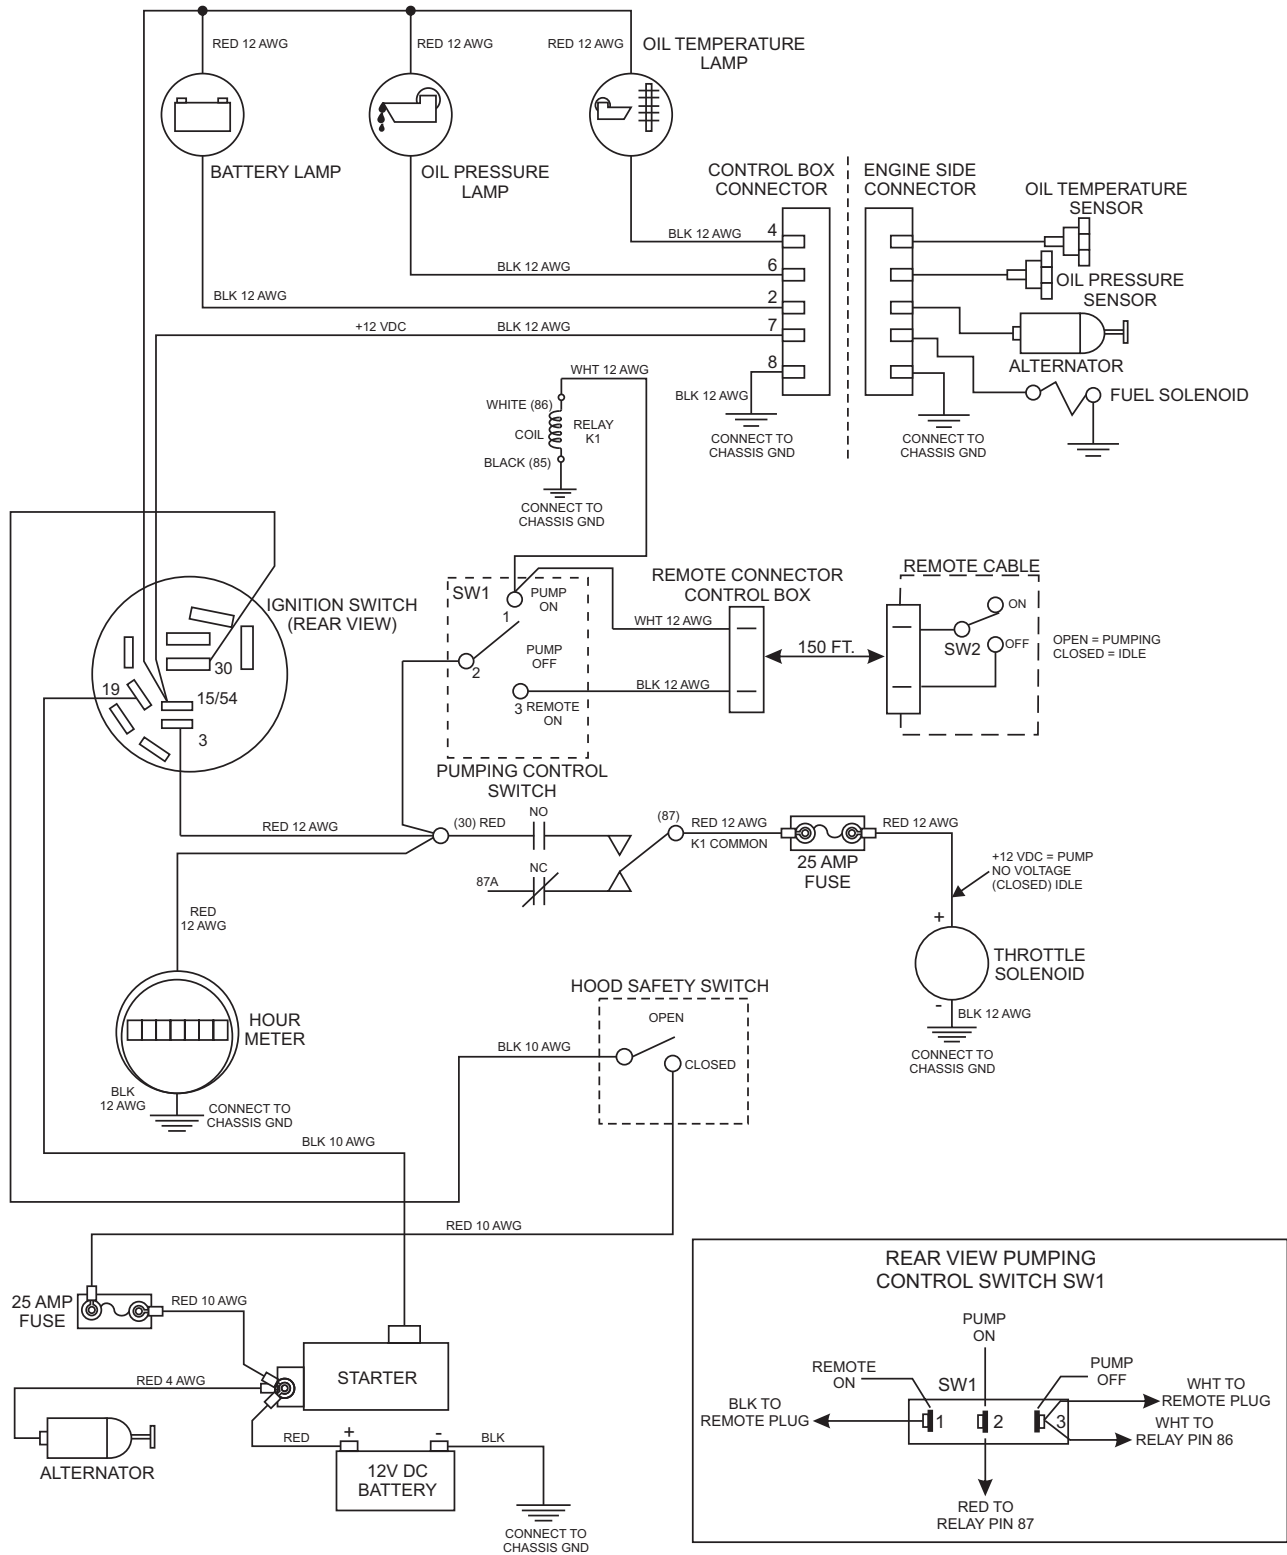 RED 12 AWG
RED 12 AWG
RED 12 AWG
OIL TEMPERATURE
LAMP
BATTERY LAMP
OIL PRESSURE
LAMP
CONTROL BOX
CONNECTOR
ENGINE SIDE
CONNECTOR
OIL TEMPERATURE
SENSOR
BLK 12 AWG
4
BLK 12 AWG
6
OIL PRESSURE
SENSOR
BLK 12 AWG
2
+12 VDC
BLK 12 AWG
7
ALTERNATOR
8
BLK 12 AWG
CONNECT TO
CHASSIS GND
CONNECT TO
CHASSIS GND
FUEL SOLENOID
WHT 12 AWG
WHITE (86)
COIL
RELAY
K1
BLACK (85)
CONNECT TO
CHASSIS GND
IGNITION SWITCH
(REAR VIEW)
30
19
15/54
3
SW1
PUMP
ON
1
PUMP
OFF
2
3
REMOTE
ON
PUMPING CONTROL
SWITCH
REMOTE CONNECTOR
CONTROL BOX
WHT 12 AWG
BLK 12 AWG
150 FT.
REMOTE CABLE
ON
SW2
OFF
OPEN = PUMPING
CLOSED = IDLE
RED 12 AWG
(30) RED
NO
NC
87A
(87)
RED 12 AWG
K1 COMMON
25 AMP
FUSE
RED 12 AWG
+12 VDC = PUMP
NO VOLTAGE
(CLOSED) IDLE
+
THROTTLE
SOLENOID
-
BLK 12 AWG
CONNECT TO
CHASSIS GND
RED
12 AWG
HOUR
METER
BLK
12 AWG
CONNECT TO
CHASSIS GND
HOOD SAFETY SWITCH
OPEN
CLOSED
BLK 10 AWG
BLK 10 AWG
RED 10 AWG
25 AMP
FUSE
RED 10 AWG
STARTER
RED 4 AWG
ALTERNATOR
RED
+
-
BLK
12V DC
BATTERY
CONNECT TO
CHASSIS GND
REAR VIEW PUMPING
CONTROL SWITCH SW1
PUMP
ON
REMOTE
ON
SW1
PUMP
OFF
BLK TO
REMOTE PLUG
1
2
3
WHT TO
REMOTE PLUG
WHT TO
RELAY PIN 86
RED TO
RELAY PIN 87